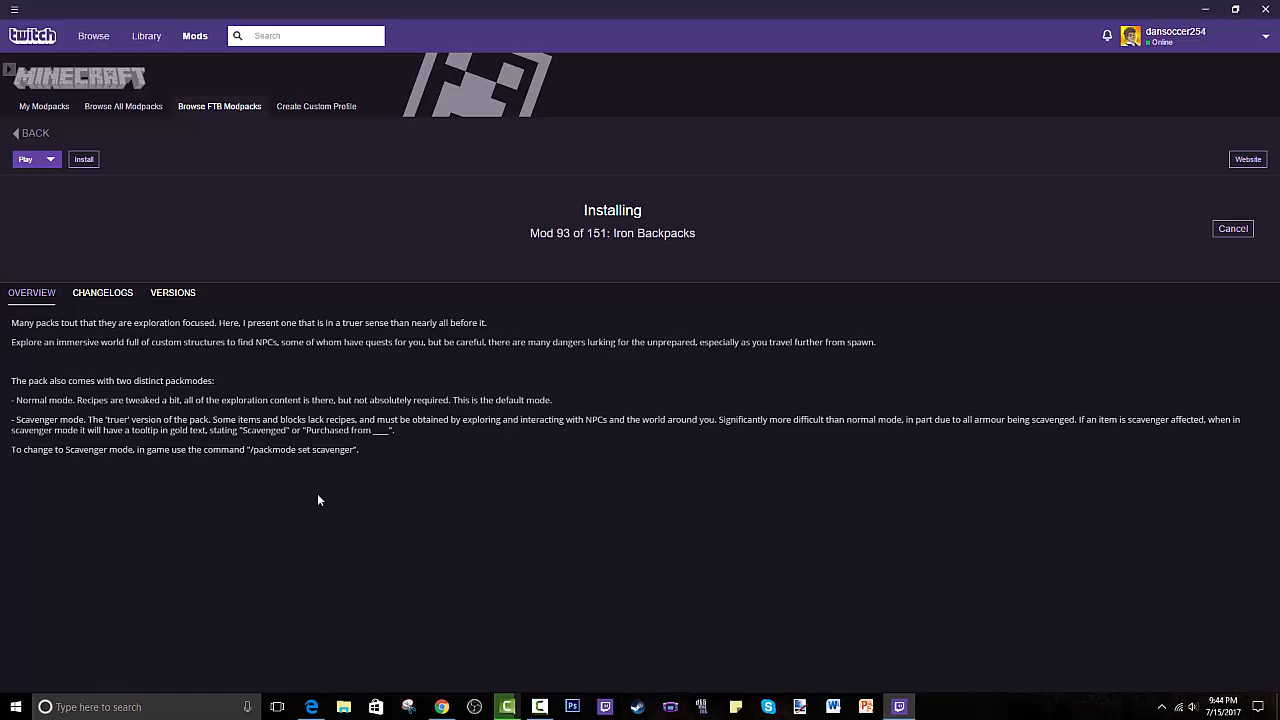 twitch
Browse
Library
Mods
Search
dansoccer254
Online
MINECRAFT
My Modpacks
Browse All Modpacks
Browse FTB Modpacks
Create Custom Profile
BACK
Play
Install
Website
Installing
Mod 93 of 151: Iron Backpacks
Cancel
OVERVIEW
CHANGELOGS
VERSIONS
Many packs tout that they are exploration focused. Here, I present one that is in a truer sense than nearly all before it.
Explore an immersive world full of custom structures to find NPCs, some of whom have quests for you, but be careful, there are many dangers lurking for the unprepared, especially as you travel further from spawn.
The pack also comes with two distinct packmodes:
- Normal mode. Recipes are tweaked a bit, all of the exploration content is there, but not absolutely required. This is the default mode.
- Scavenger mode. The 'truer' version of the pack. Some items and blocks lack recipes, and must be obtained by exploring and interacting with NPCs and the world around you. Significantly more difficult than normal mode, in part due to all armour being scavenged. If an item is scavenger affected, when in
scavenger mode it will have a tooltip in gold text, stating "Scavenged" or "Purchased from ____".
To change to Scavenger mode, in game use the command "/packmode set scavenger".
Type here to search
9:44 PM
7/15/2017